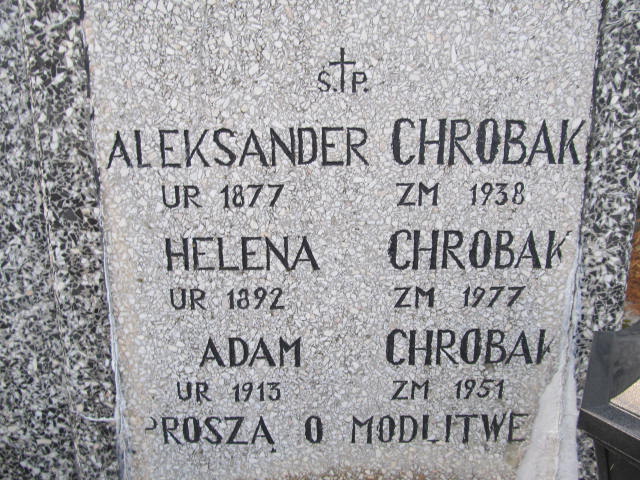 Ś.P.
ALEKSANDER CHROBAK
UR 1877 ZM 1938
HELENA CHROBAK
UR 1892 ZM 1977
ADAM CHROBAK
UR 1913 ZM 1951
PROSZĄ O MODLITWE